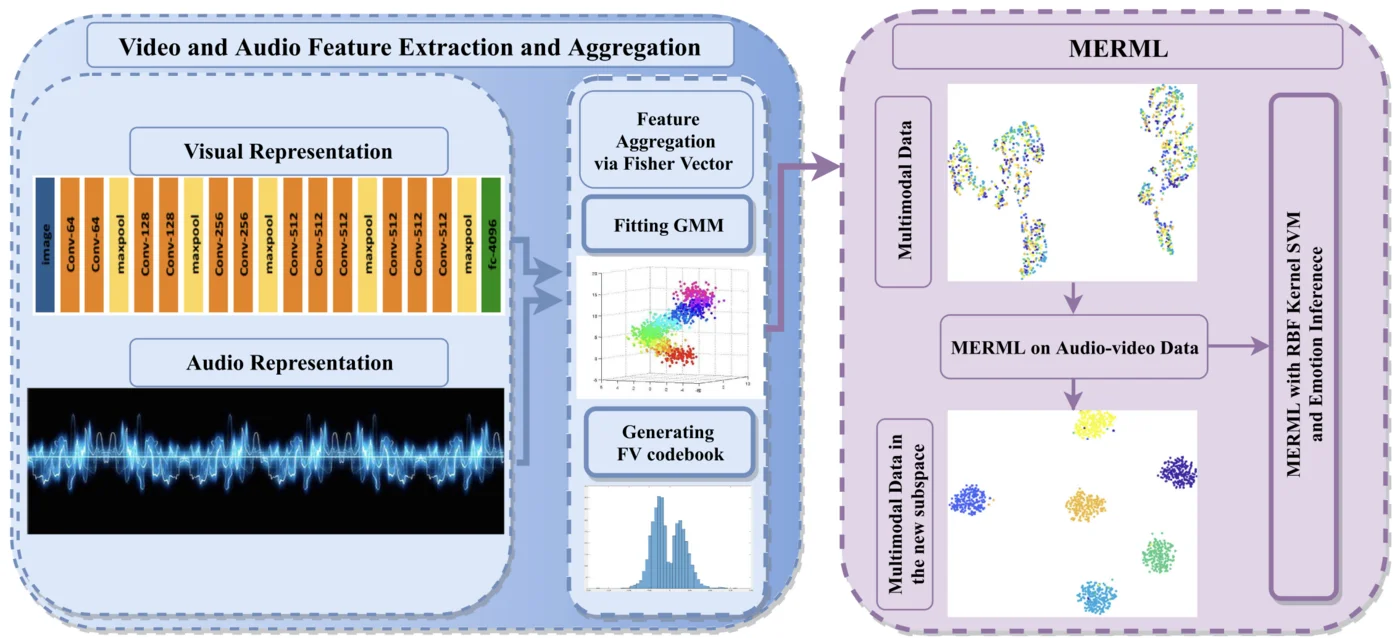 Video and Audio Feature Extraction and Aggregation
Visual Representation
image
Conv-64
Conv-64
maxpool
Conv-128
Conv-128
maxpool
Conv-256
Conv-256
maxpool
Conv-512
Conv-512
Conv-512
maxpool
Conv-512
Conv-512
Conv-512
maxpool
fc-4096
Audio Representation
Feature
Aggregation
via Fisher Vector
Fitting GMM
Generating
FV codebook
MERML
Multimodal Data
MERML on Audio-video Data
Multimodal Data in
the new subspace
MERML with RBF Kernel SVM
and Emotion Inferenece